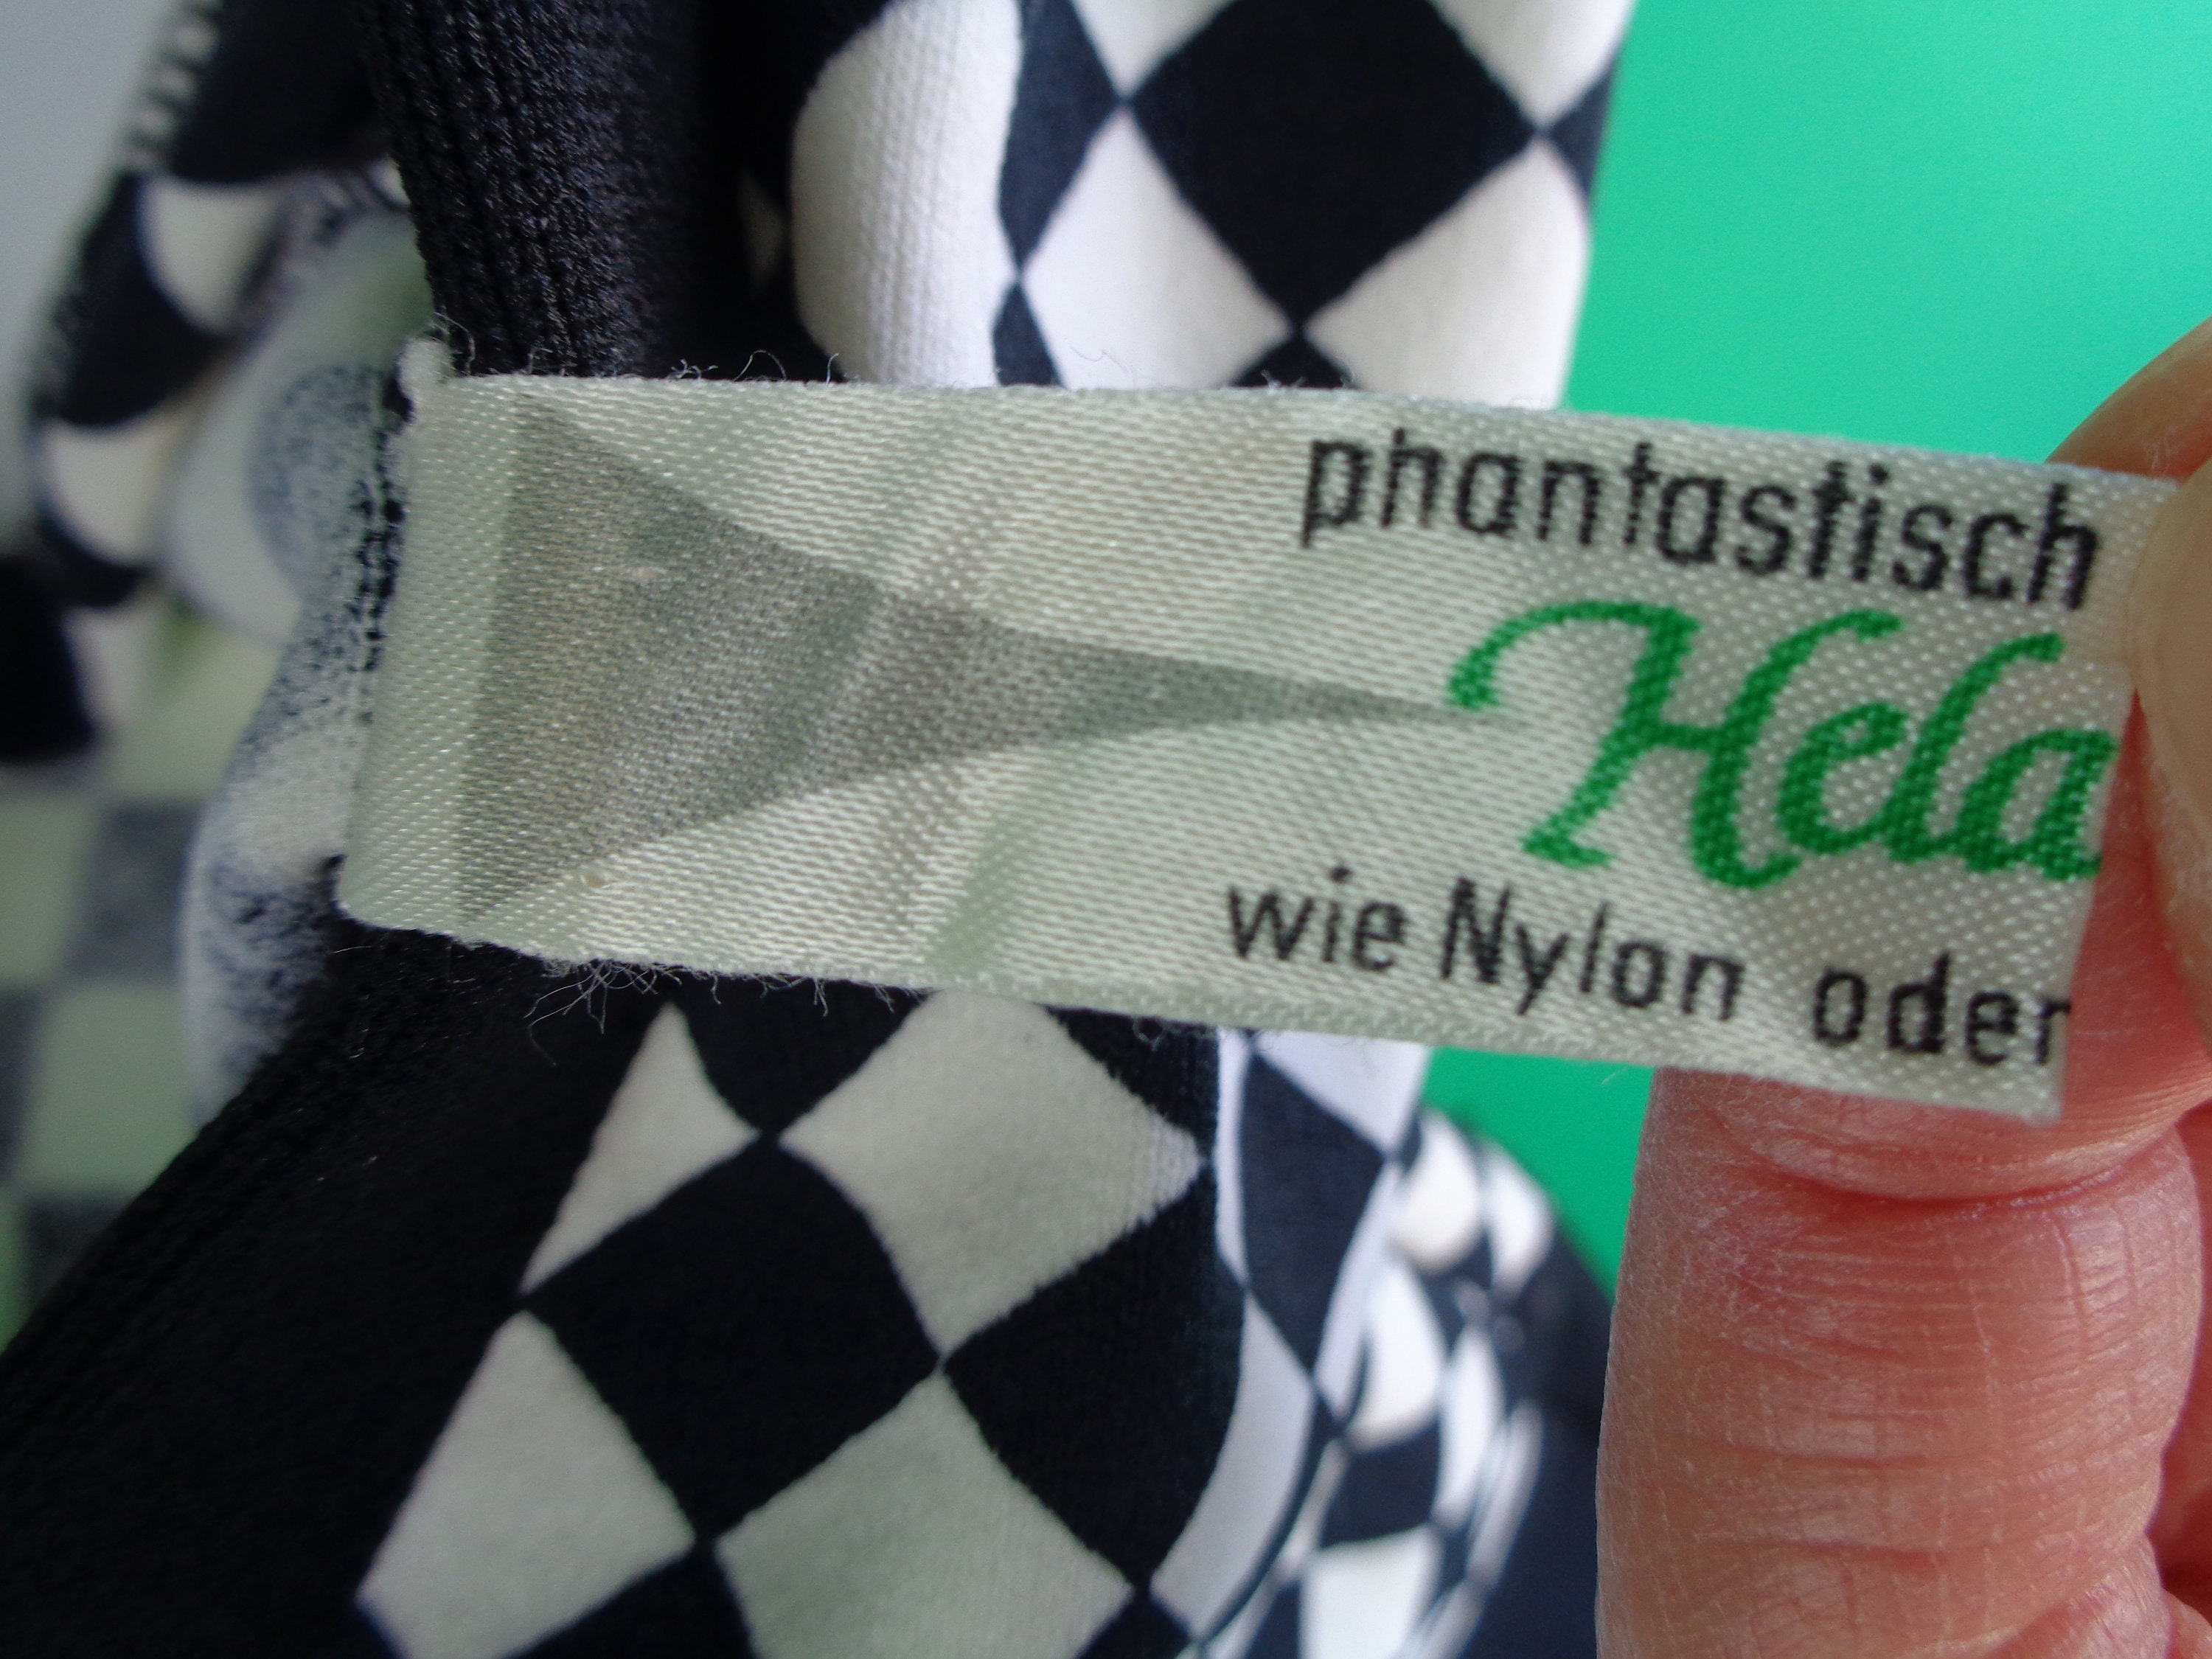 phantastisch
Hela
wie Nylon oder